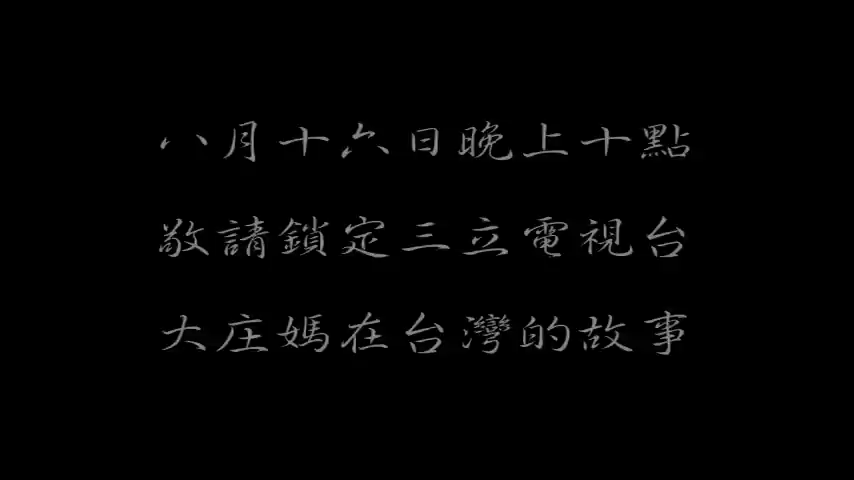 八月十六日晚上十點
敬請鎖定三立電視台
大庄媽在台灣的故事